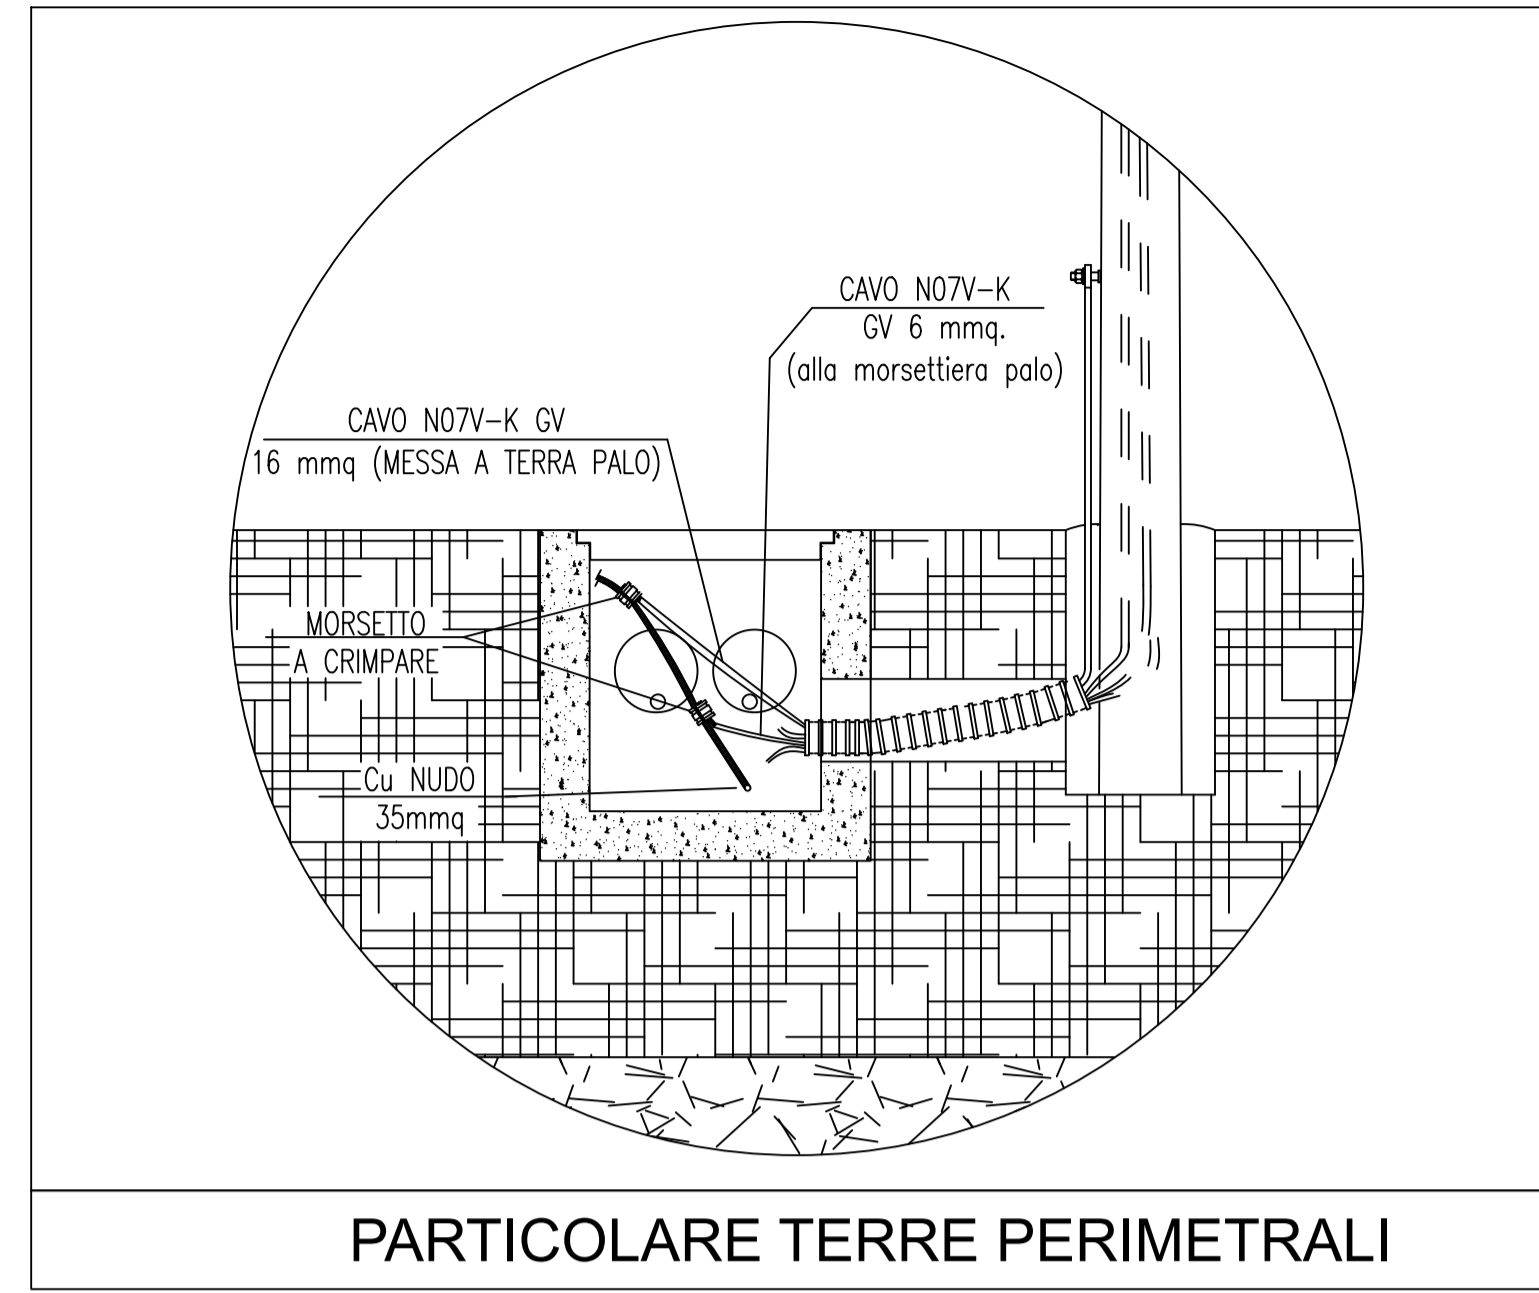 CAVO N07V-K
GV 6 mmq.
(alla morsettiera palo)
CAVO N07V-K GV
16 mmq (MESSA A TERRA PALO)
MORSETTO
A CRIMPARE
Cu NUDO
35mmq
PARTICOLARE TERRE PERIMETRALI